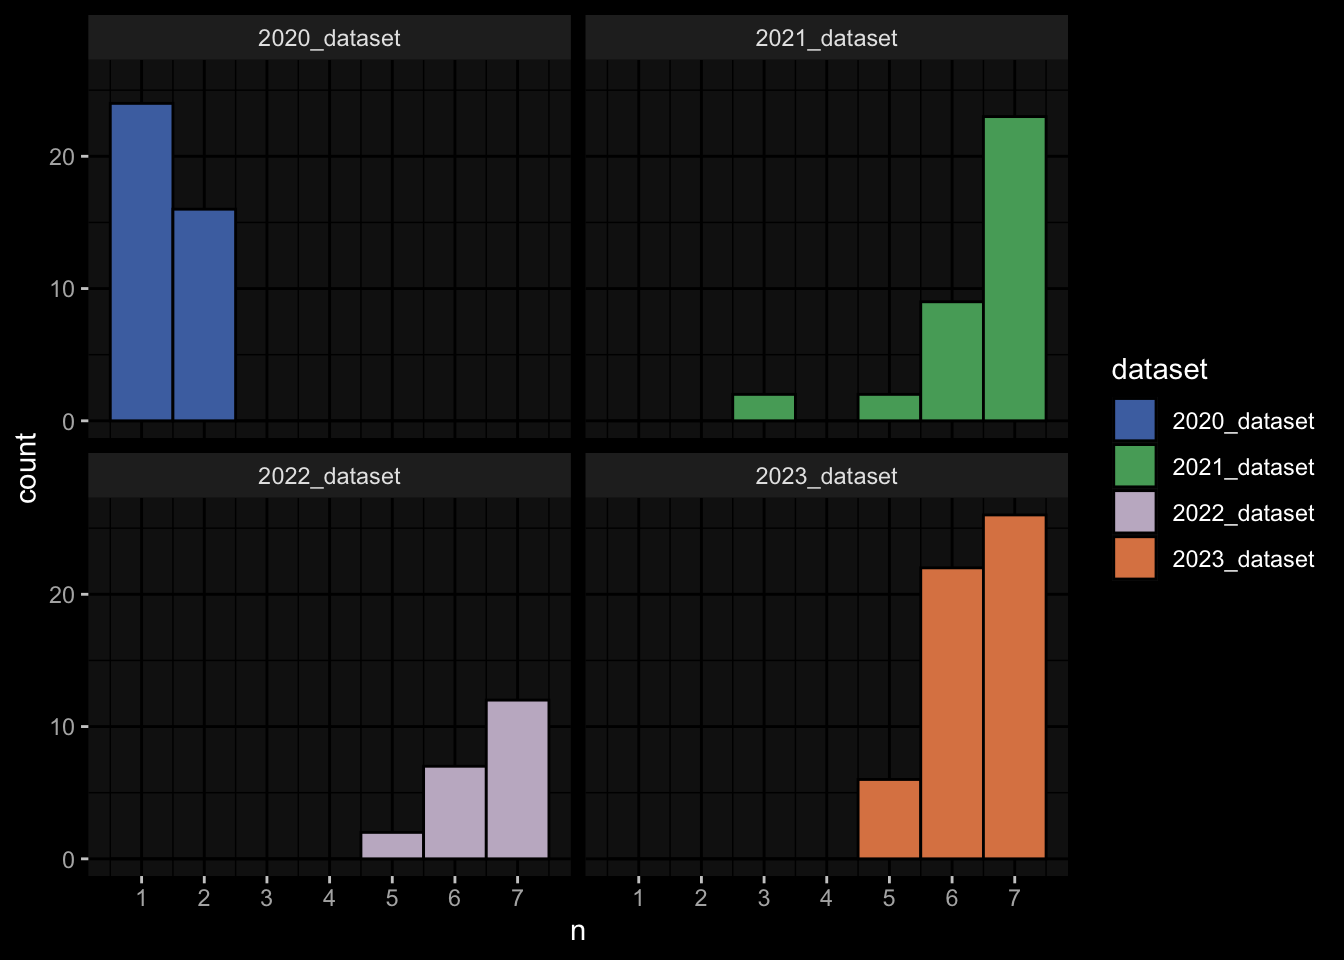 2020_dataset
2021_dataset
20
10
0
2022_dataset
2023_dataset
20
10
0
1 2 3 4 5 6 7
1 2 3 4 5 6 7
n
count
dataset
2020_dataset
2021_dataset
2022_dataset
2023_dataset